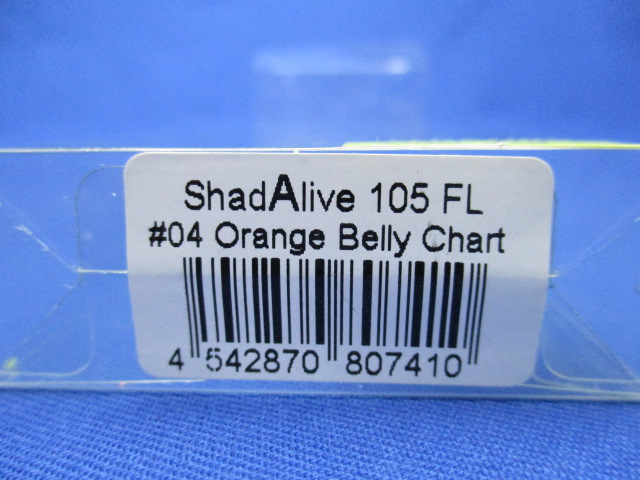 ShadAlive 105 FL
#04 Orange Belly Chart
4 542870 807410